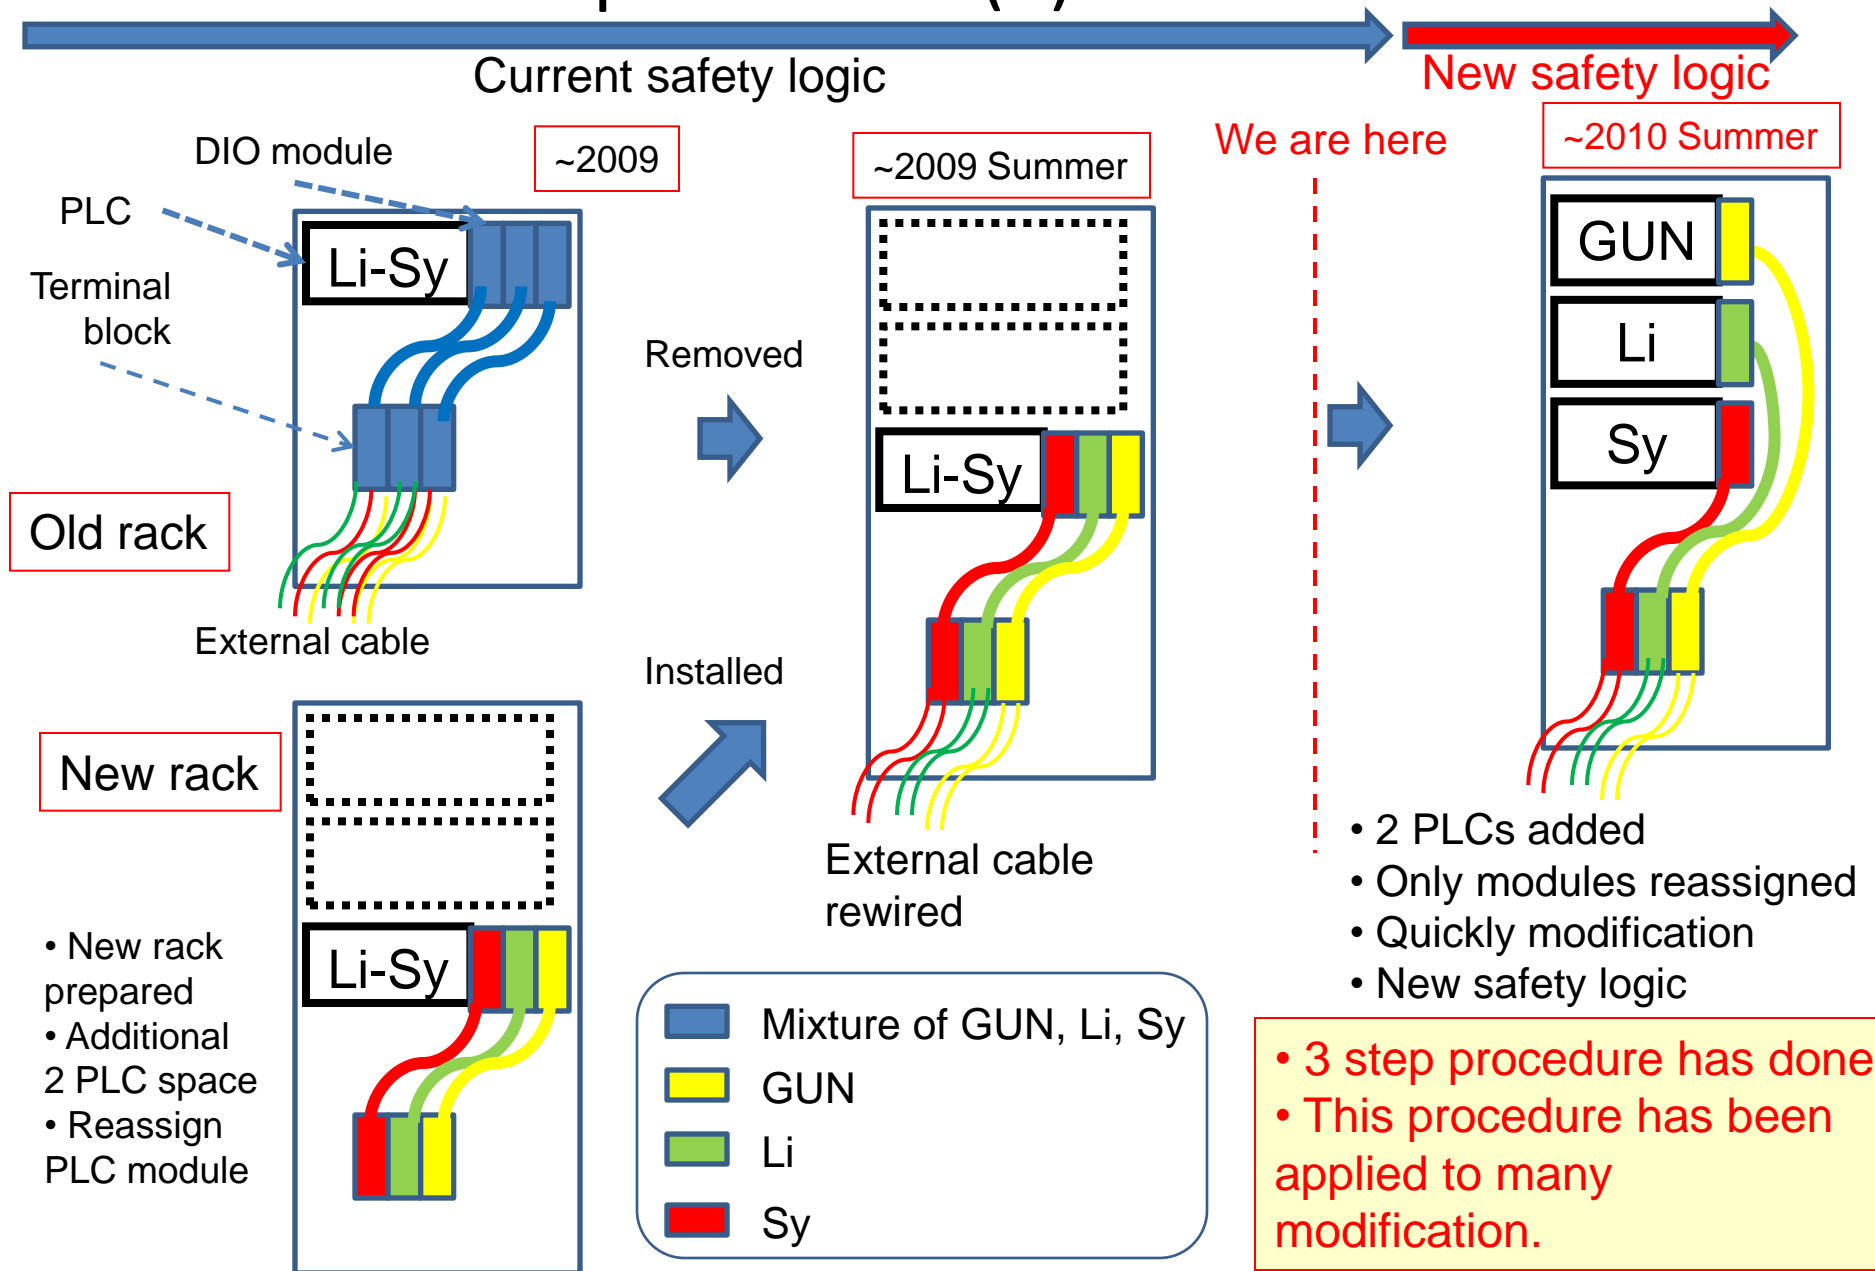 Current safety logic
New safety logic
DIO module
~2009
~2009 Summer
We are here
~2010 Summer
PLC
Li-Sy
GUN
Terminal
block
Removed
Li
Li-Sy
Sy
Old rack
External cable
Installed
New rack
External cable
rewired
• 2 PLCs added
• Only modules reassigned
• Quickly modification
• New safety logic
• New rack
prepared
• Additional
2 PLC space
• Reassign
PLC module
Li-Sy
Mixture of GUN, Li, Sy
GUN
Li
Sy
• 3 step procedure has done
• This procedure has been
applied to many
modification.